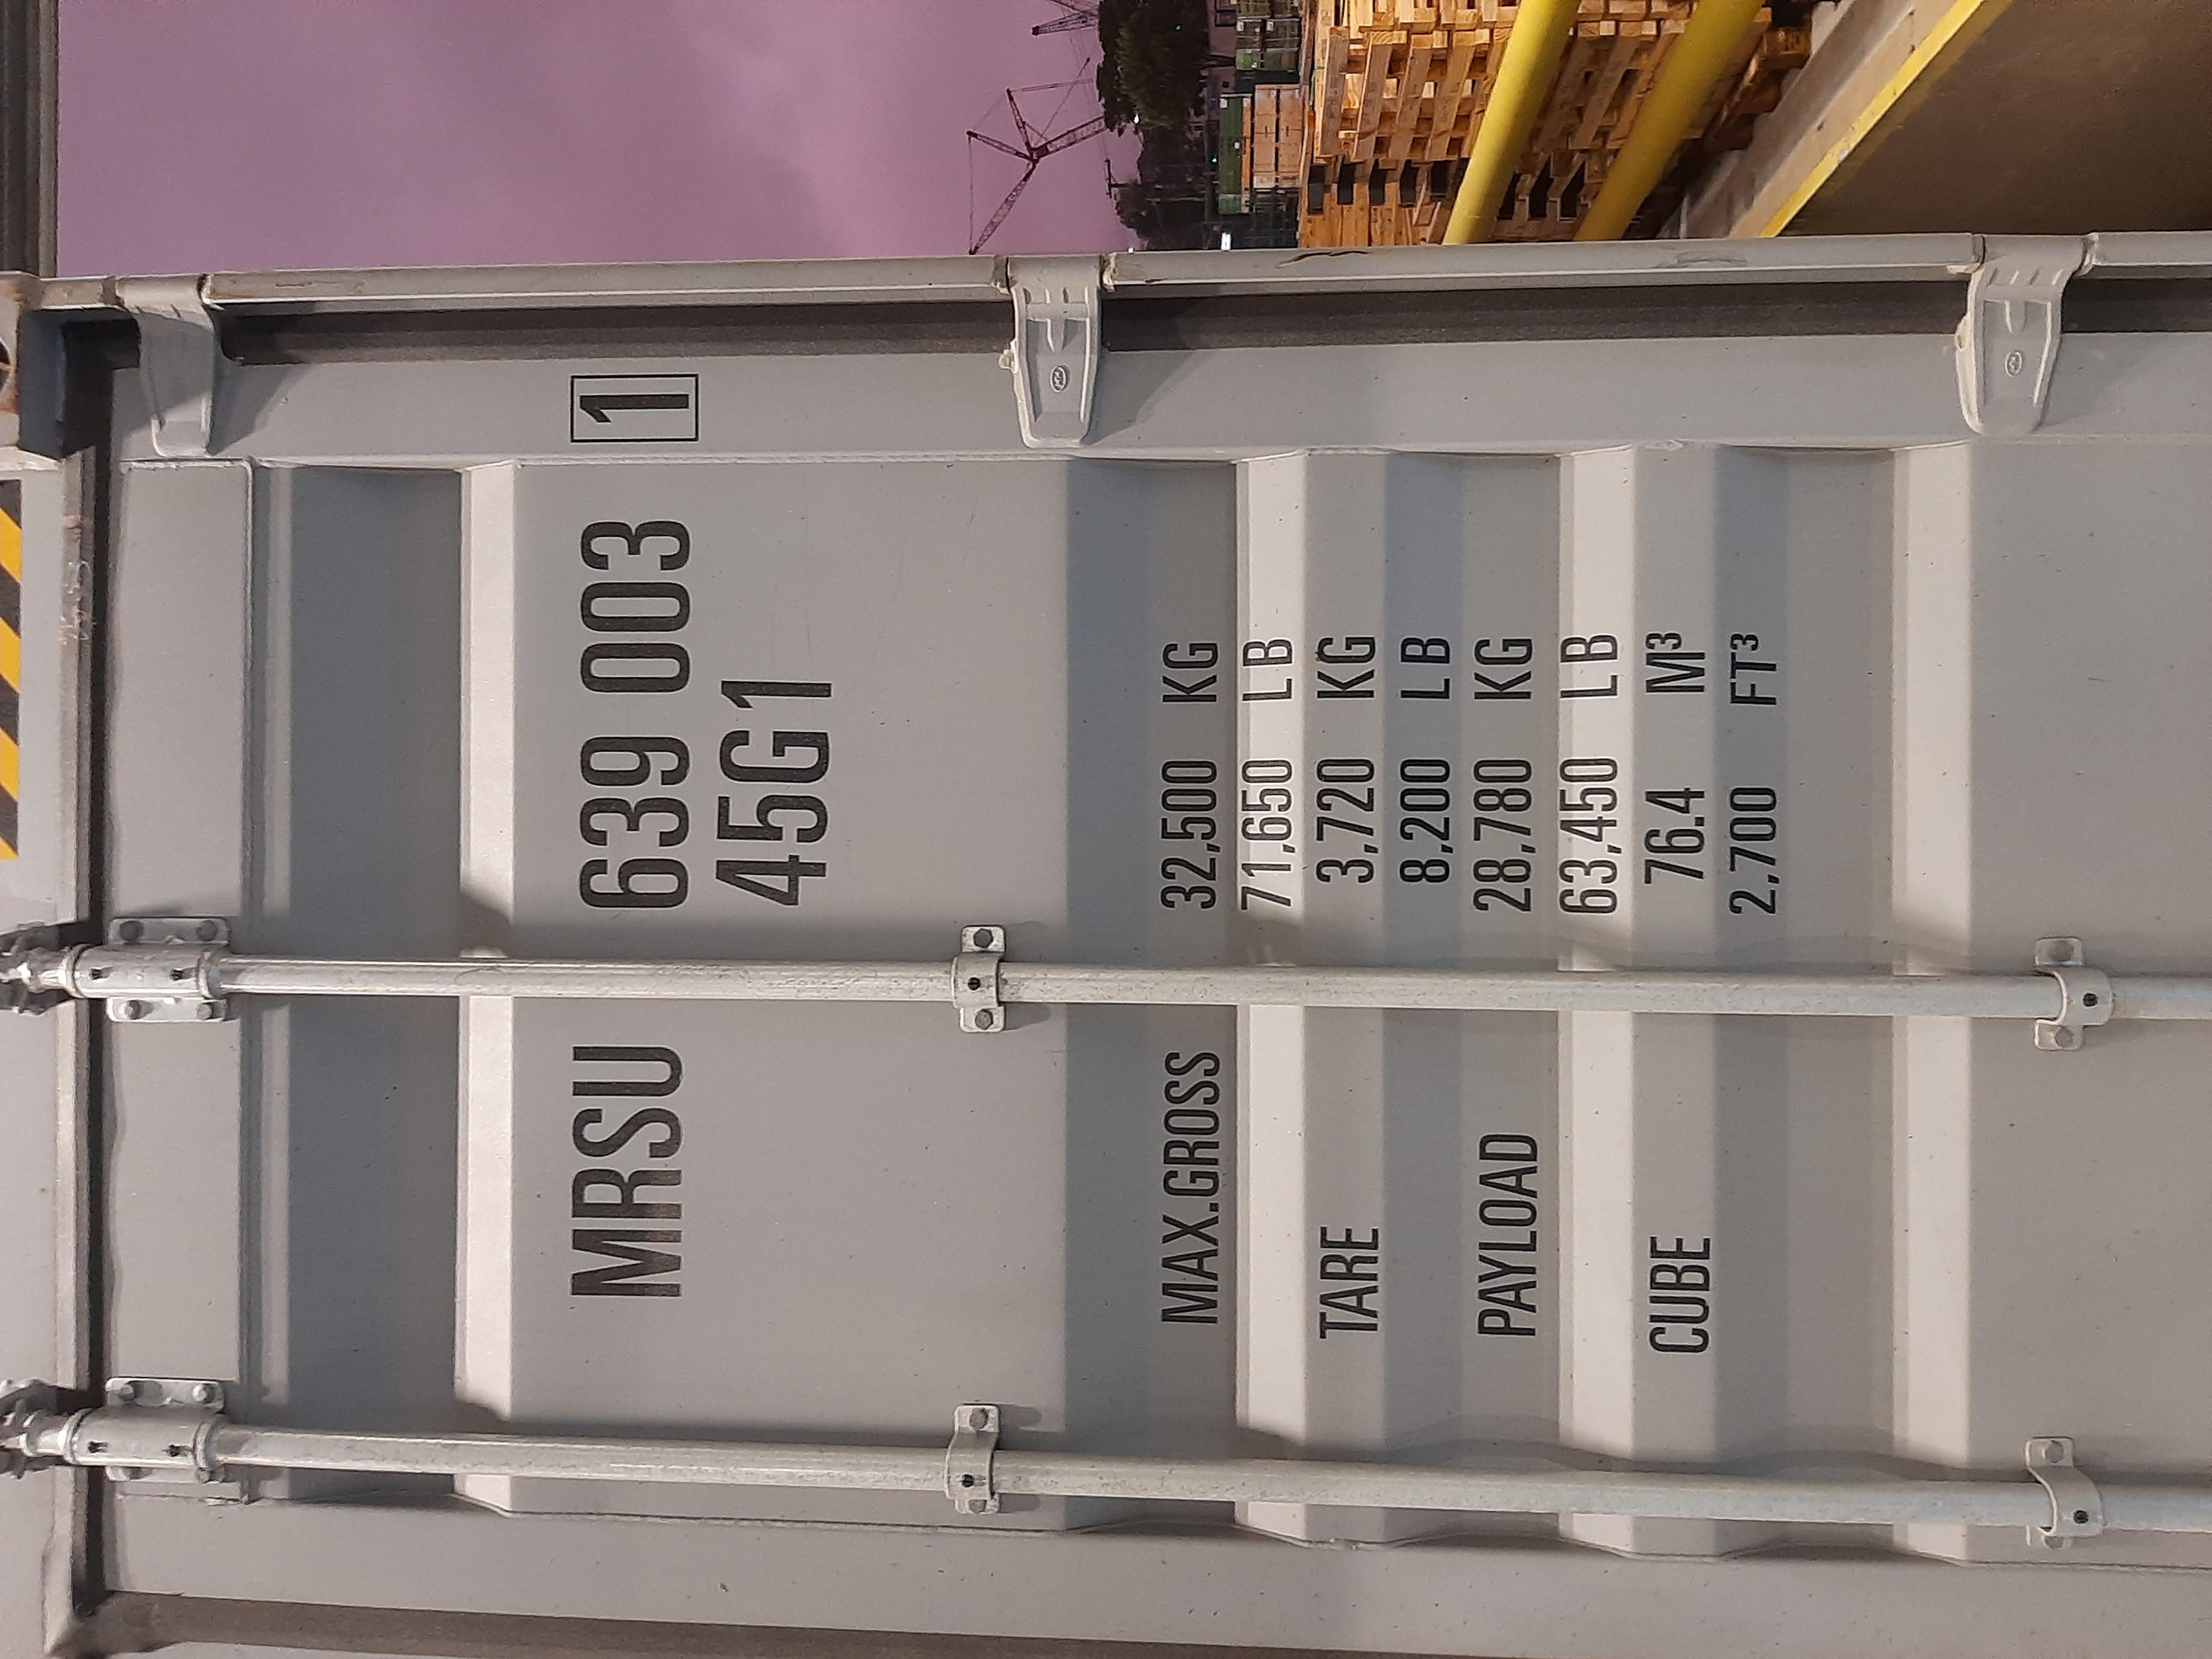 MRSU 639 003 1
45G1
MAX.GROSS 32,500 KG
71,650 LB
TARE 3,720 KG
8,200 LB
PAYLOAD 28,780 KG
63,450 LB
CUBE 76.4 M³
2,700 FT³